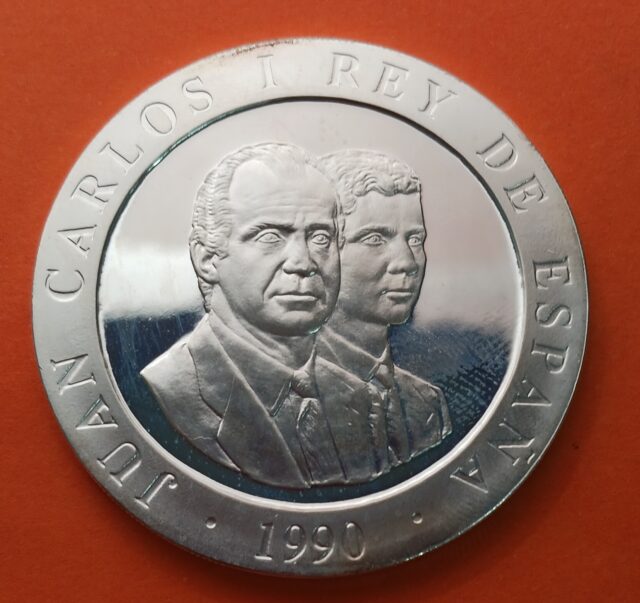 JUAN CARLOS I REY DE ESPAÑA
· 1990 ·